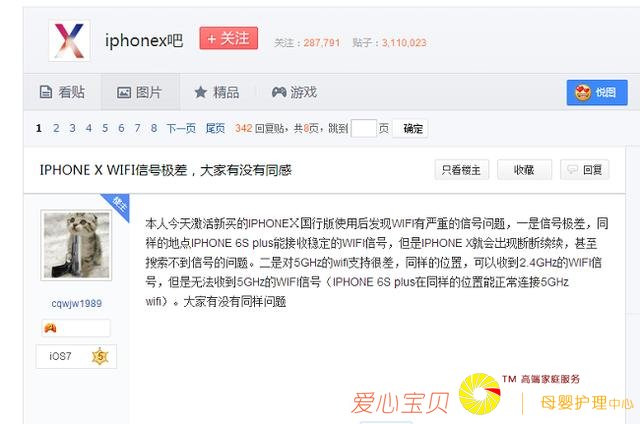 iphonex吧
+ 关注
关注：287,791 贴子：3,110,023
看贴 图片 精品 游戏 悦图
1 2 3 4 5 6 7 8 下一页 尾页 342 回复贴，共8页，跳到 页 确定
IPHONE X WIFI信号极差，大家有没有同感
只看楼主 收藏 回复
楼主
本人今天激活新买的IPHONEX国行版使用后发现WIFI有严重的信号问题，一是信号极差，同
样的地点IPHONE 6S plus能接收稳定的WIFI信号，但是IPHONE X就会出现断断续续，甚至
搜索不到信号的问题。二是对5GHz的wifi支持很差，同样的位置，可以收到2.4GHz的WIFI信
号，但是无法收到5GHz的WIFI信号（IPHONE 6S plus在同样的位置能正常连接5GHz
wifi）。大家有没有同样问题
cqwjw1989
iOS7 5
爱心宝贝
TM 高端家庭服务
母婴护理中心